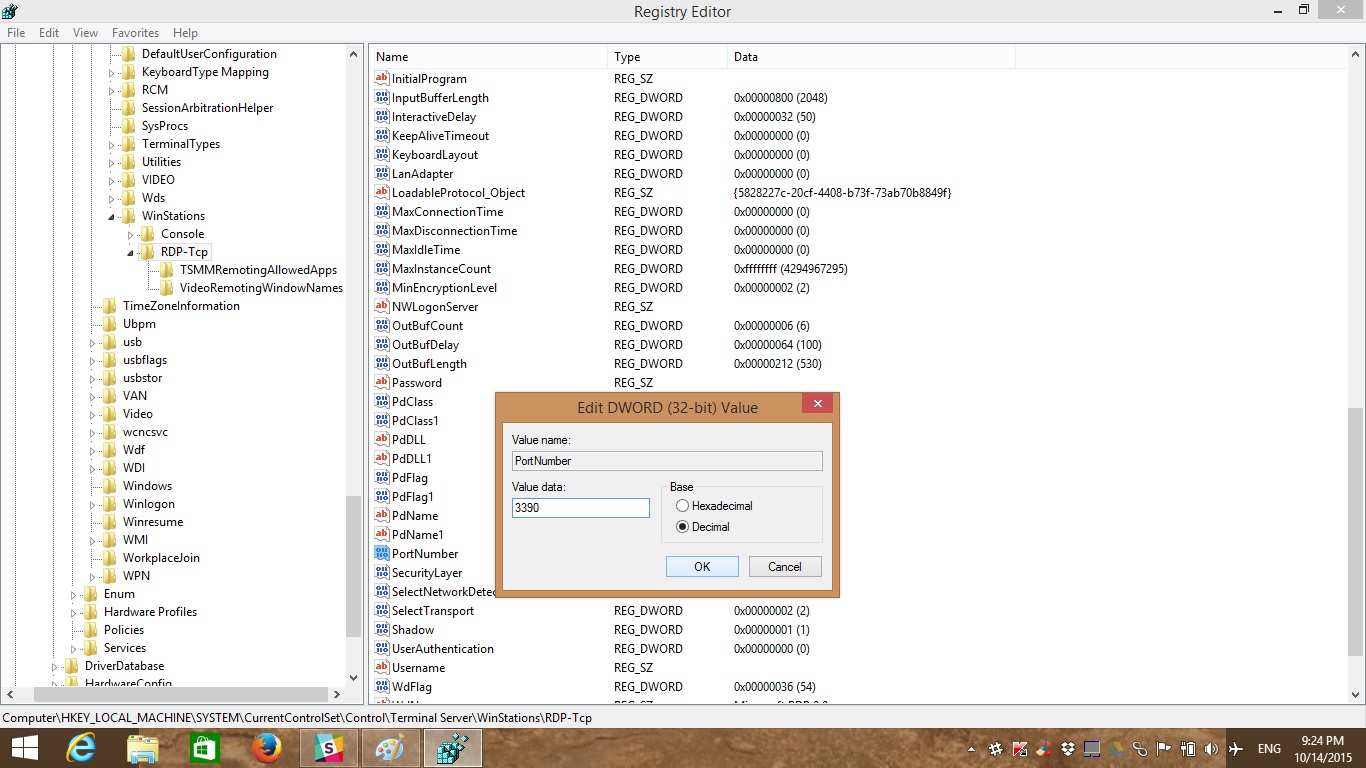 Registry Editor
File Edit View Favorites Help
DefaultUserConfiguration
KeyboardType Mapping
RCM
SessionArbitrationHelper
SysProcs
TerminalTypes
Utilities
VIDEO
Wds
WinStations
Console
RDP-Tcp
TSMMRemotingAllowedApps
VideoRemotingWindowNames
TimeZoneInformation
Ubpm
usb
usbflags
usbstor
VAN
Video
wcncsvc
Wdf
WDI
Windows
Winlogon
Winresume
WMI
WorkplaceJoin
WPN
Enum
Hardware Profiles
Policies
Services
DriverDatabase
HardwareConfig
Name Type Data
InitialProgram REG_SZ
InputBufferLength REG_DWORD 0x00000800 (2048)
InteractiveDelay REG_DWORD 0x00000032 (50)
KeepAliveTimeout REG_DWORD 0x00000000 (0)
KeyboardLayout REG_DWORD 0x00000000 (0)
LanAdapter REG_DWORD 0x00000000 (0)
LoadableProtocol_Object REG_SZ {5828227c-20cf-4408-b73f-73ab70b8849f}
MaxConnectionTime REG_DWORD 0x00000000 (0)
MaxDisconnectionTime REG_DWORD 0x00000000 (0)
MaxIdleTime REG_DWORD 0x00000000 (0)
MaxInstanceCount REG_DWORD 0xffffffff (4294967295)
MinEncryptionLevel REG_DWORD 0x00000002 (2)
NWLogonServer REG_SZ
OutBufCount REG_DWORD 0x00000006 (6)
OutBufDelay REG_DWORD 0x00000064 (100)
OutBufLength REG_DWORD 0x00000212 (530)
Password REG_SZ
PdClass
PdClass1
PdDLL
PdDLL1
PdFlag
PdFlag1
PdName
PdName1
PortNumber
SecurityLayer
SelectNetworkDetec
SelectTransport REG_DWORD 0x00000002 (2)
Shadow REG_DWORD 0x00000001 (1)
UserAuthentication REG_DWORD 0x00000000 (0)
Username REG_SZ
WdFlag REG_DWORD 0x00000036 (54)
Edit DWORD (32-bit) Value
Value name:
PortNumber
Value data:
3390
Base
Hexadecimal
Decimal
OK Cancel
Computer\HKEY_LOCAL_MACHINE\SYSTEM\CurrentControlSet\Control\Terminal Server\WinStations\RDP-Tcp
ENG
9:24 PM
10/14/2015